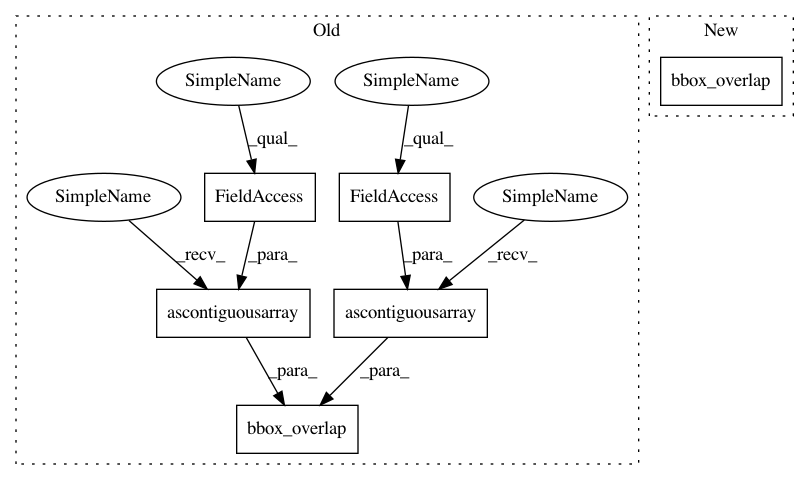 Old
New
SimpleName
SimpleName
bbox_overlap
_qual_
_qual_
SimpleName
FieldAccess
FieldAccess
SimpleName
_recv_
_para_
_para_
_recv_
ascontiguousarray
ascontiguousarray
_para_
_para_
bbox_overlap